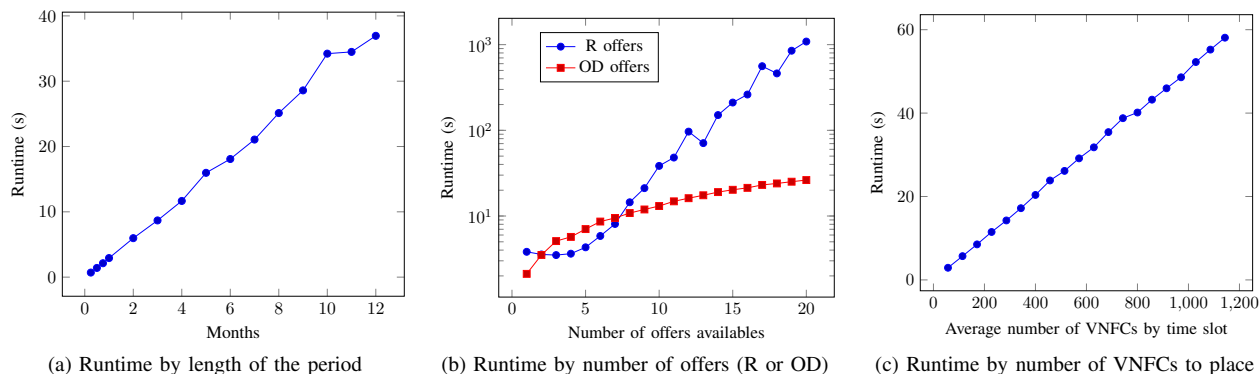 40
30
20
10
0
Runtime (s)
0
2
4
6
8
10
12
Months
(a) Runtime by length of the period
10^3
10^2
10^1
Runtime (s)
R offers
OD offers
0
5
10
15
20
Number of offers availables
(b) Runtime by number of offers (R or OD)
60
40
20
0
Runtime (s)
0
200
400
600
800
1,000
1,200
Average number of VNFCs by time slot
(c) Runtime by number of VNFCs to place